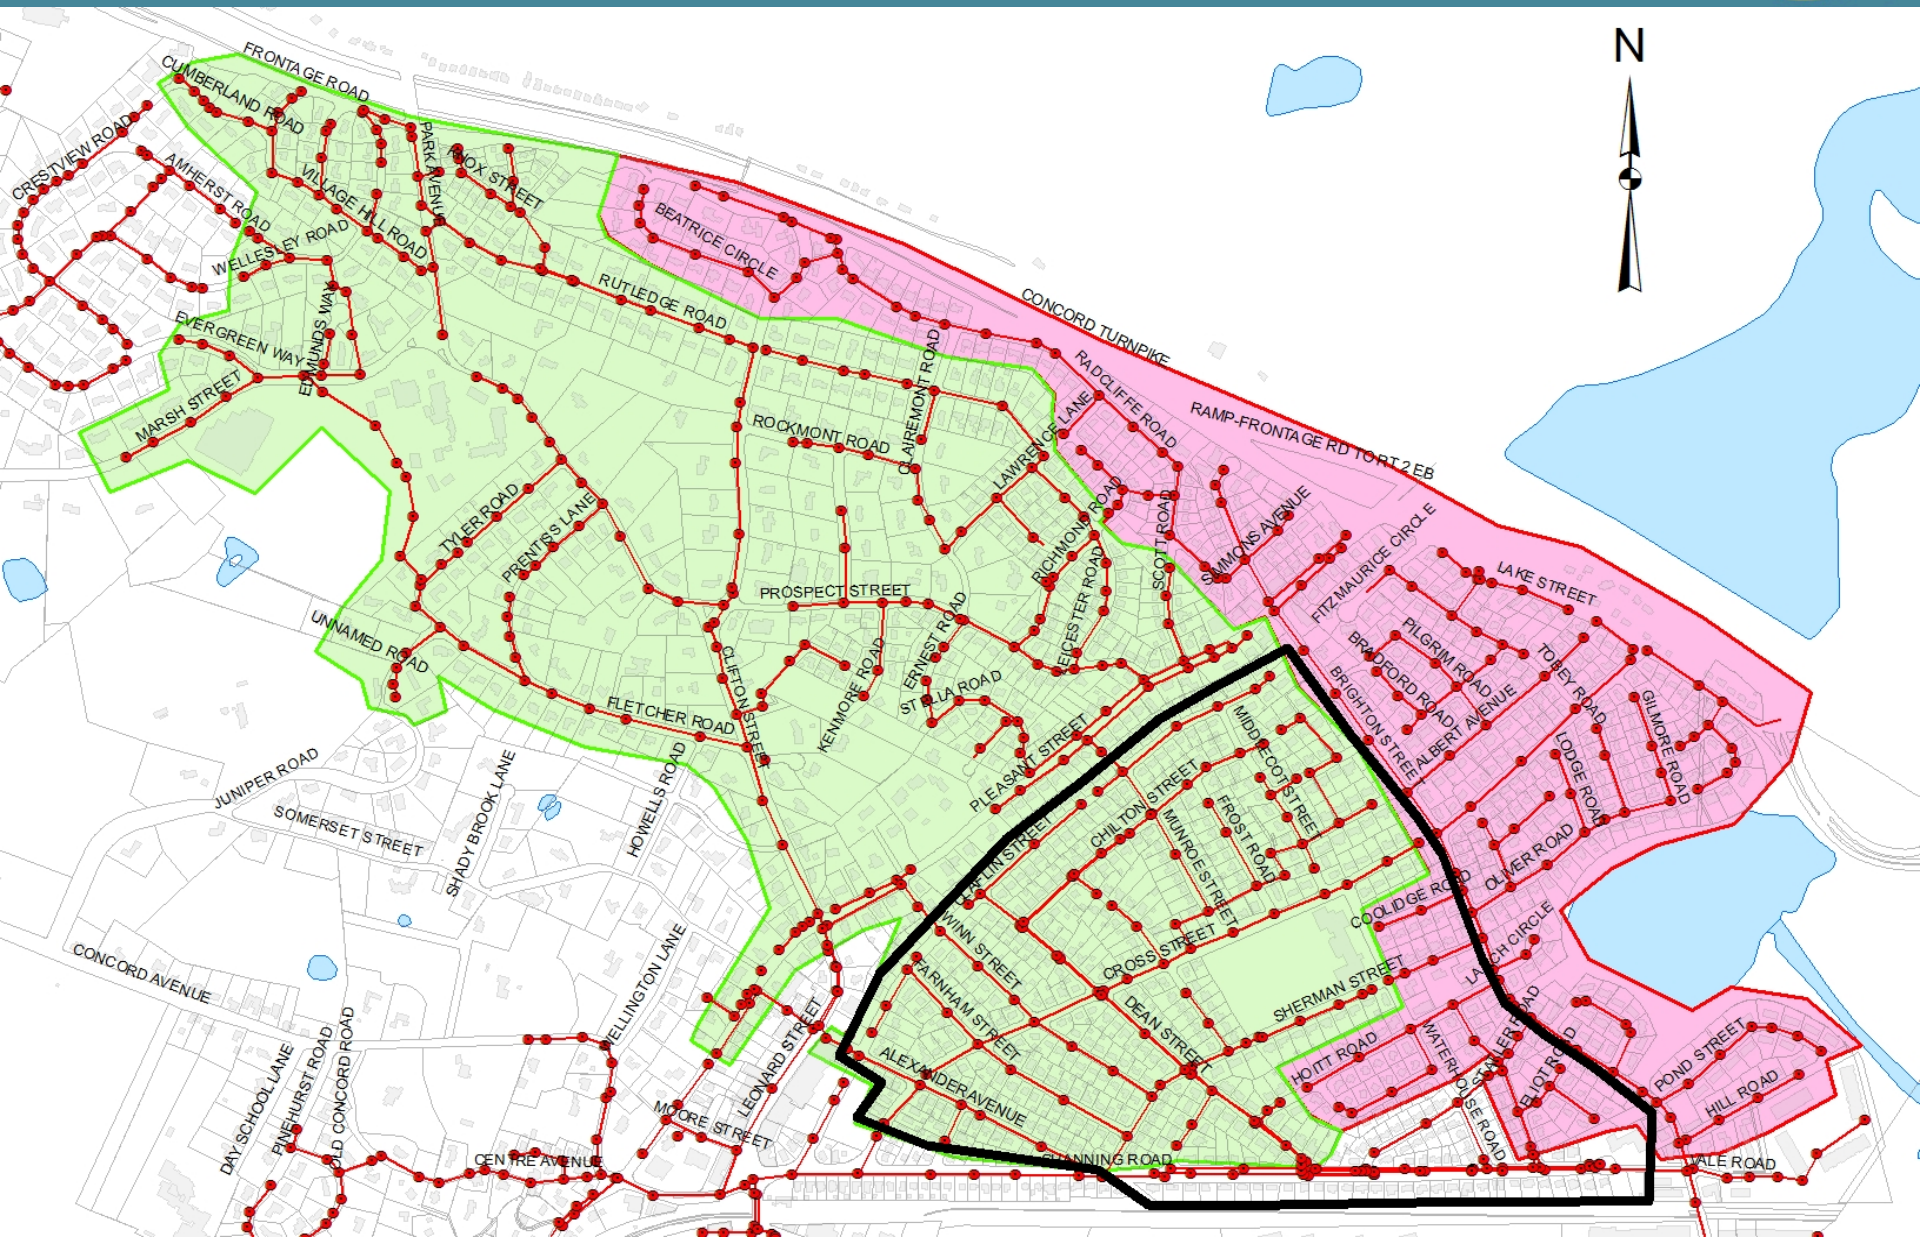 N
FRONTAGE ROAD
CUMBERLAND ROAD
CRESTVIEW ROAD
AMHERST ROAD
PARK AVENUE
KNOX STREET
VILLAGE HILL ROAD
WELLESLEY ROAD
BEATRICE CIRCLE
RUTLEDGE ROAD
CONCORD TURNPIKE
EVERGREEN WAY
EDMUNDS WAY
MARSH STREET
RADCLIFFE ROAD
RAMP-FRONTAGE RD TO RT 2 EB
CLAIREMONT ROAD
ROCKMONT ROAD
LAWRENCE LANE
TYLER ROAD
PRENTISS LANE
RICHMOND ROAD
SCOTT ROAD
SIMMONS AVENUE
FITZMAURICE CIRCLE
LAKE STREET
PROSPECT STREET
LEICESTER ROAD
ERNEST ROAD
UNNAMED ROAD
CLIFTON STREET
KENMORE ROAD
STELLA ROAD
PILGRIM ROAD
BRADFORD ROAD
TOBEY ROAD
BRIGHTON STREET
ALBERT AVENUE
GILMORE ROAD
LODGE ROAD
FLETCHER ROAD
PLEASANT STREET
MIDDLECOT STREET
CHILTON STREET
FROST ROAD
MUNROE STREET
JUNIPER ROAD
SOMERSET STREET
SHADY BROOK LANE
HOWELLS ROAD
CLAFLIN STREET
OLIVER ROAD
COOLIDGE ROAD
WINN STREET
CROSS STREET
LARCH CIRCLE
CONCORD AVENUE
WELLINGTON LANE
FARNHAM STREET
DEAN STREET
SHERMAN STREET
LEONARD STREET
ALEXANDER AVENUE
HOITT ROAD
WATERHOUSE ROAD
STATLER ROAD
ELIOT ROAD
POND STREET
HILL ROAD
DAY SCHOOL LANE
PINEHURST ROAD
OLD CONCORD ROAD
MOORE STREET
CENTRE AVENUE
CHANNING ROAD
VALE ROAD